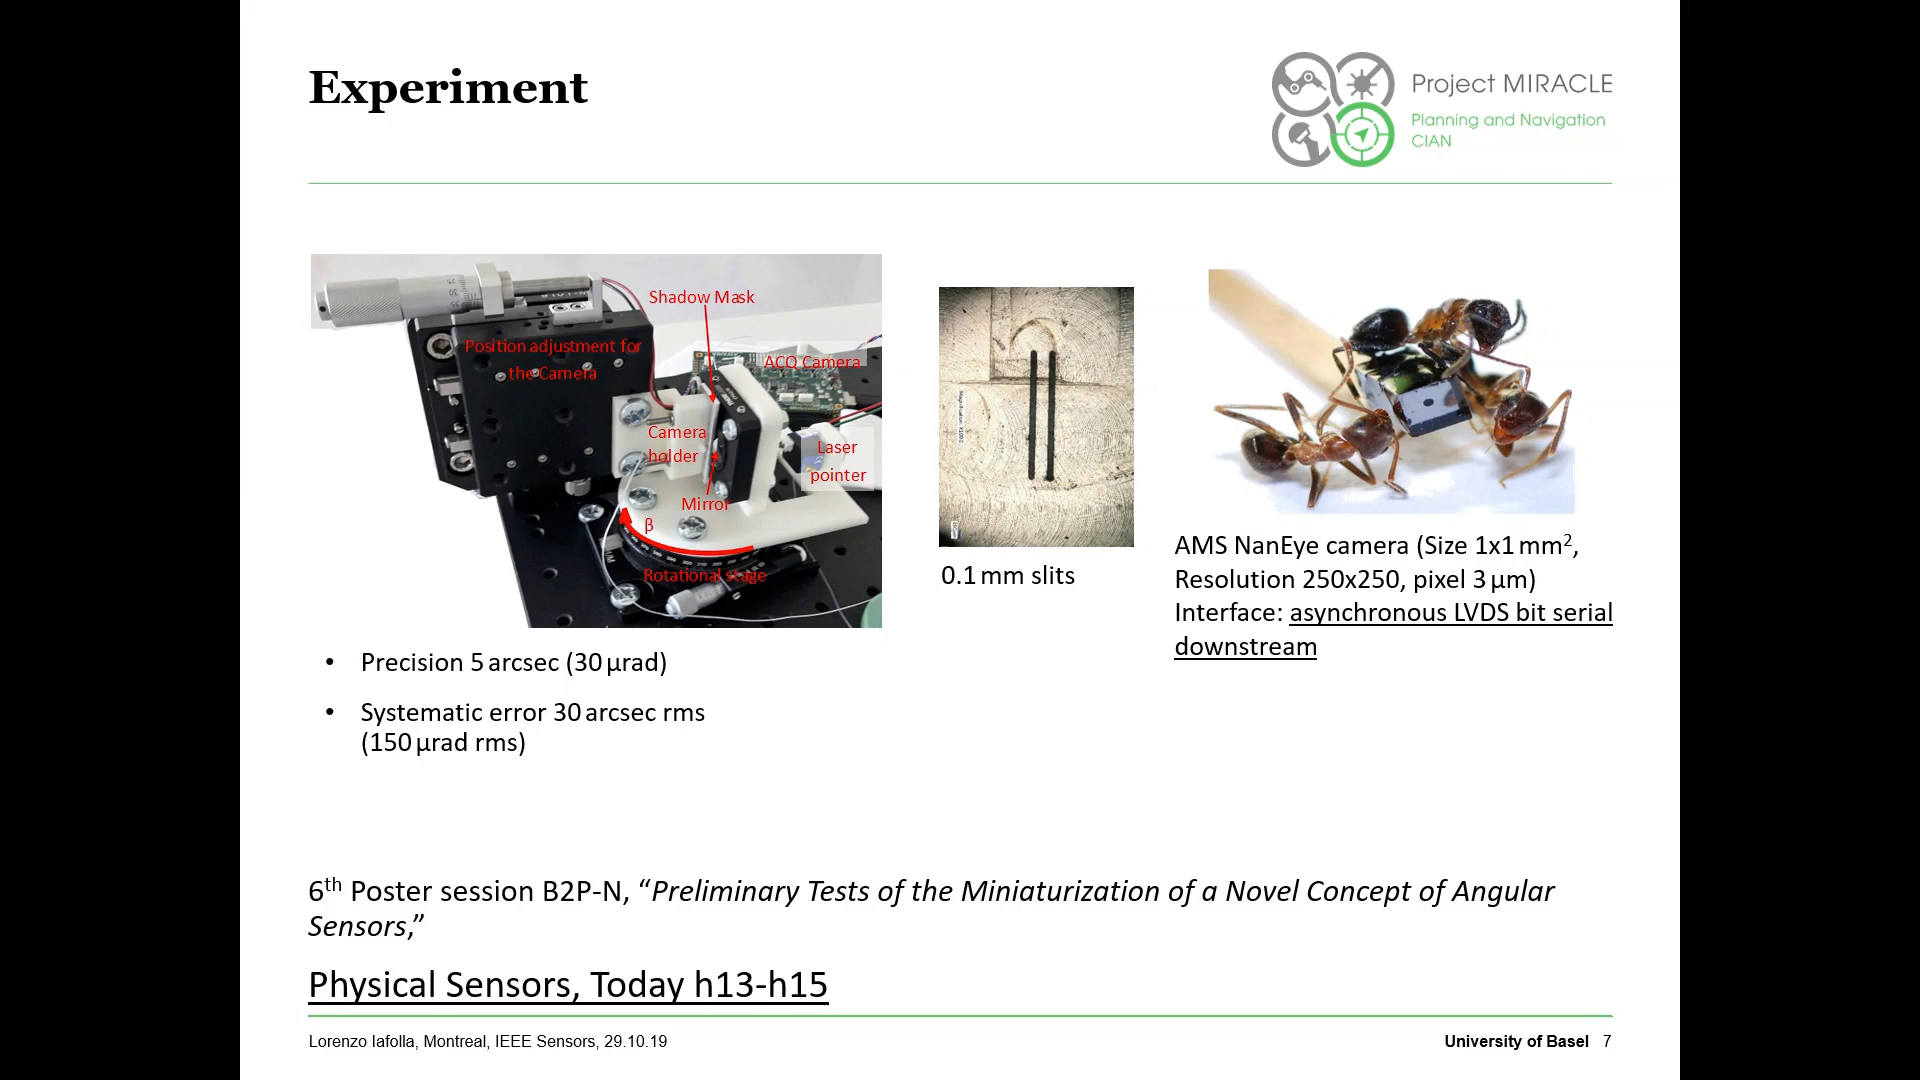 Experiment
Project MIRACLE
Planning and Navigation
CIAN
Shadow Mask
Position adjustment for
the Camera
ACQ Camera
Camera
holder
Laser
pointer
Mirror
β
Rotational stage
0.1 mm slits
AMS NanEye camera (Size 1x1 mm², 
Resolution 250x250, pixel 3 µm)
Interface: asynchronous LVDS bit serial
downstream
• Precision 5 arcsec (30 µrad)
• Systematic error 30 arcsec rms
(150 µrad rms)
6th Poster session B2P-N, “Preliminary Tests of the Miniaturization of a Novel Concept of Angular
Sensors,”
Physical Sensors, Today h13-h15
Lorenzo Iafolla, Montreal, IEEE Sensors, 29.10.19
University of Basel 7